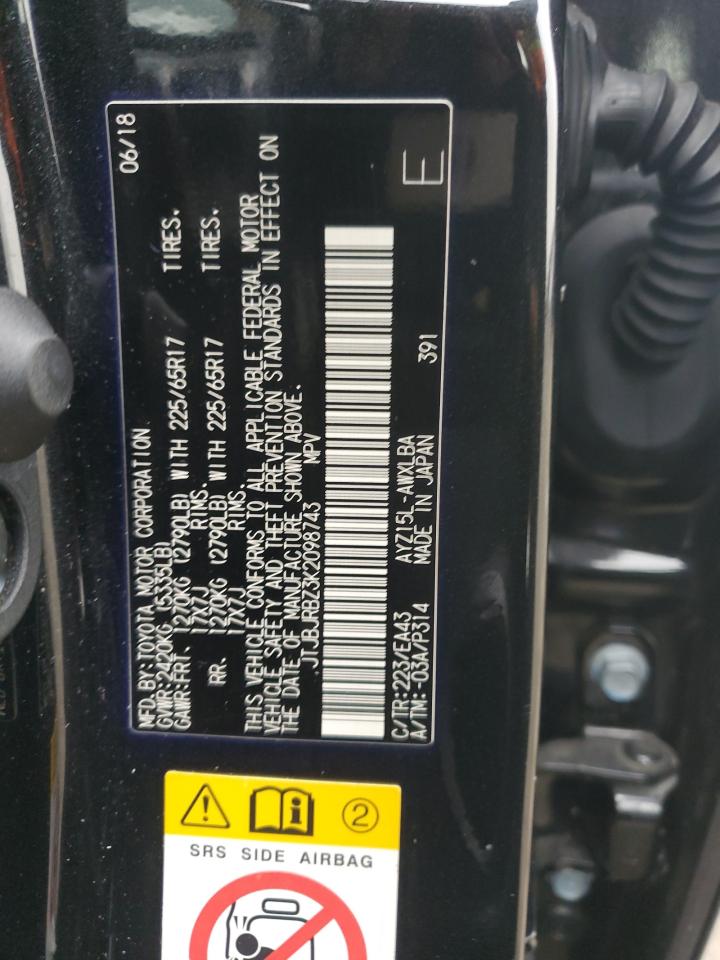 MFD.BY:TOYOTA MOTOR CORPORATION 06/18
GVWR:2420KG (5335LB)
GAWR:FRT. 1270KG (2790LB) WITH 225/65R17 TIRES.
17X7J RIMS.
RR. 1270KG (2790LB) WITH 225/65R17 TIRES.
17X7J RIMS.
THIS VEHICLE CONFORMS TO ALL APPLICABLE FEDERAL MOTOR
VEHICLE SAFETY AND THEFT PREVENTION STANDARDS IN EFFECT ON
THE DATE OF MANUFACTURE SHOWN ABOVE.
JTJBJRBZ3K2098743 MPV
C/TR:223/EA43 AYZ15L-AWXLBA
A/TM:-03A/P314 MADE IN JAPAN 391 E
2
SRS SIDE AIRBAG